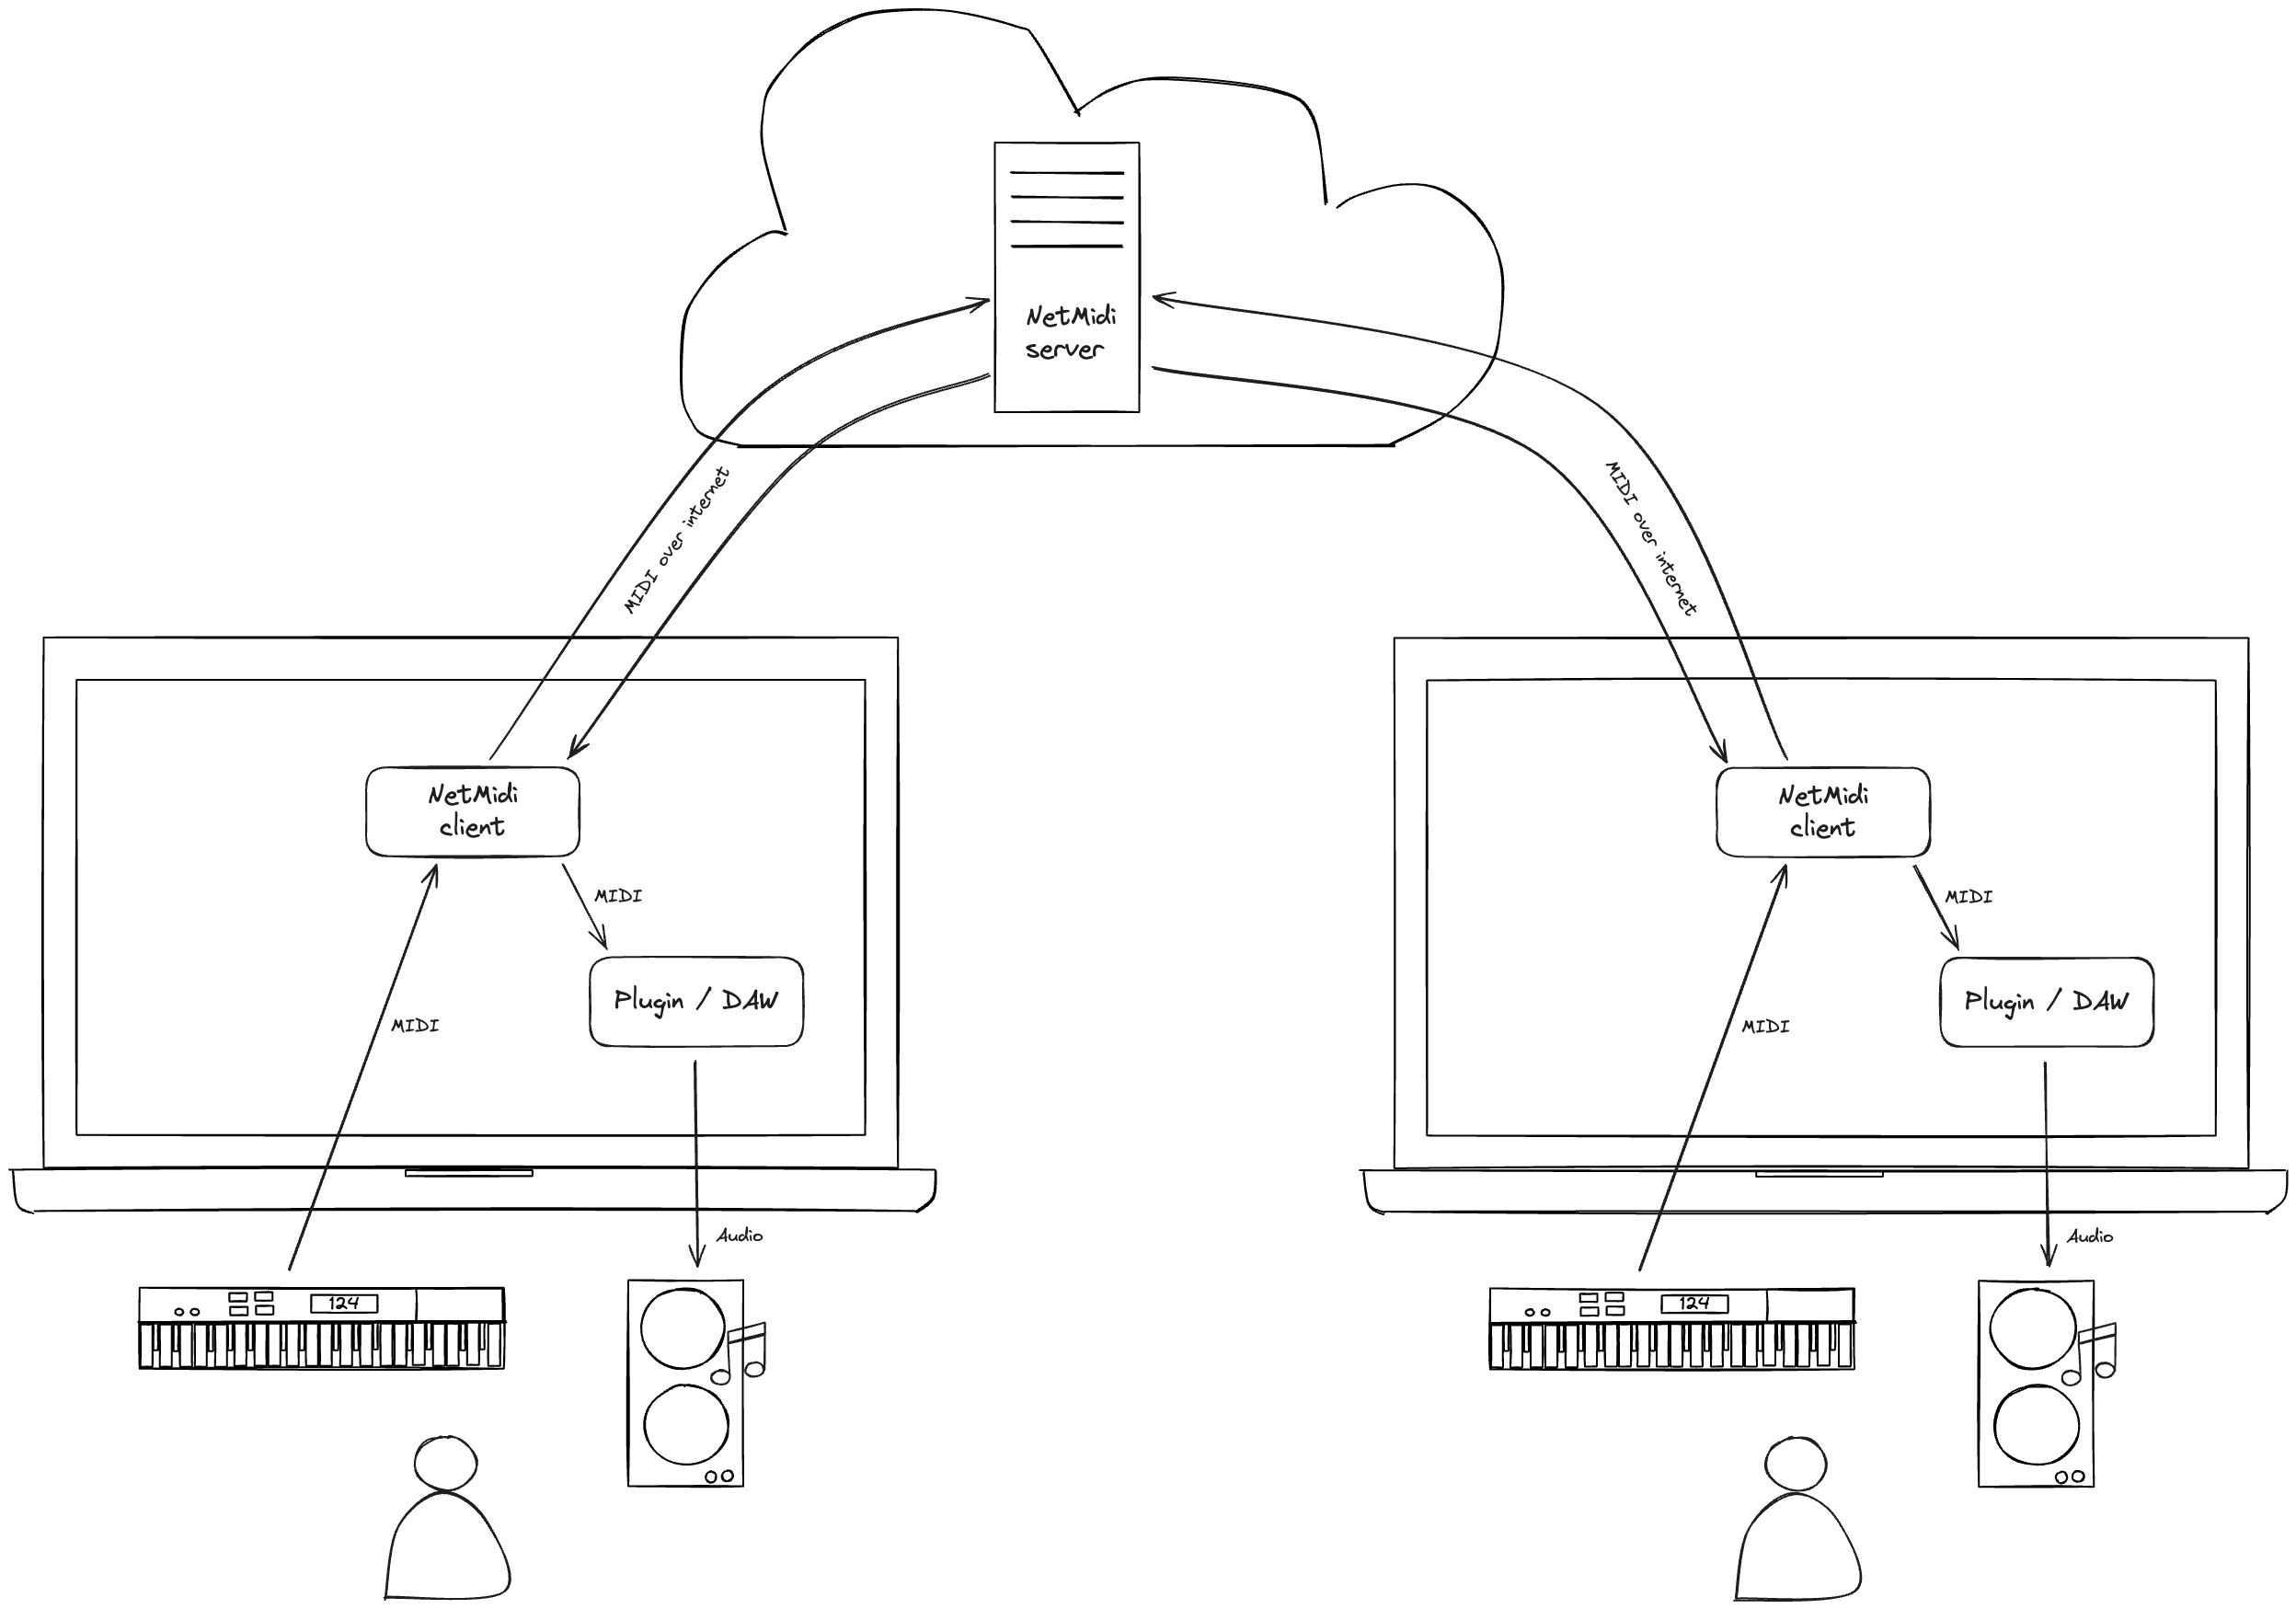 NetMidi
server
MIDI over internet
MIDI over internet
NetMidi
client
MIDI
Plugin / DAW
MIDI
Audio
124
NetMidi
client
MIDI
Plugin / DAW
MIDI
Audio
124